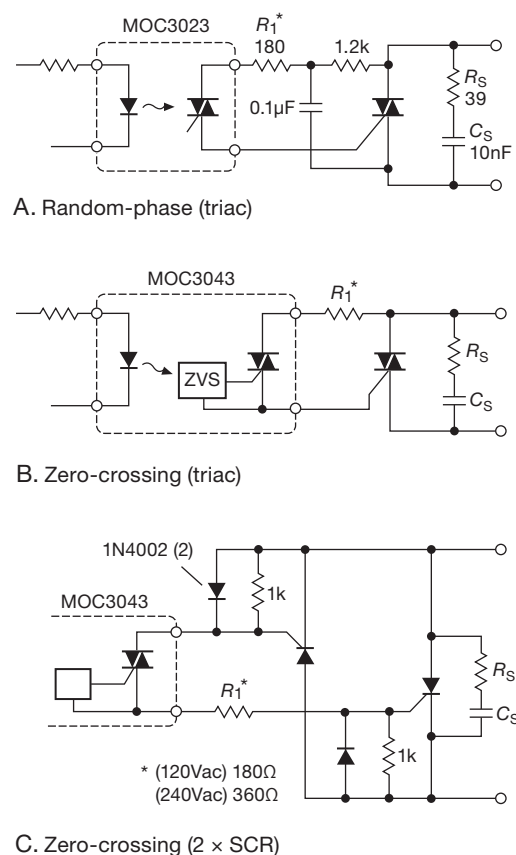 MOC3023
R1*
180
1.2k
0.1µF
RS
39
CS
10nF
A. Random-phase (triac)
MOC3043
R1*
ZVS
RS
CS
B. Zero-crossing (triac)
1N4002 (2)
MOC3043
1k
R1*
1k
RS
CS
* (120Vac) 180Ω
(240Vac) 360Ω
C. Zero-crossing (2 × SCR)